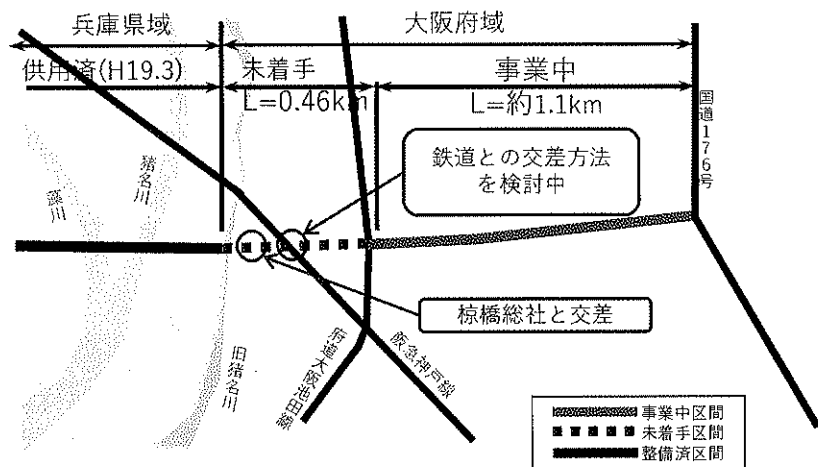 兵庫県域
大阪府域
供用済(H19.3)
未着手
事業中
L=0.46km
L=約1.1km
国道176号
鉄道との交差方法
を検討中
猪名川
藻川
椋橋総社と交差
旧猪名川
府道大阪池田線
阪急神戸線
事業中区間
未着手区間
整備済区間